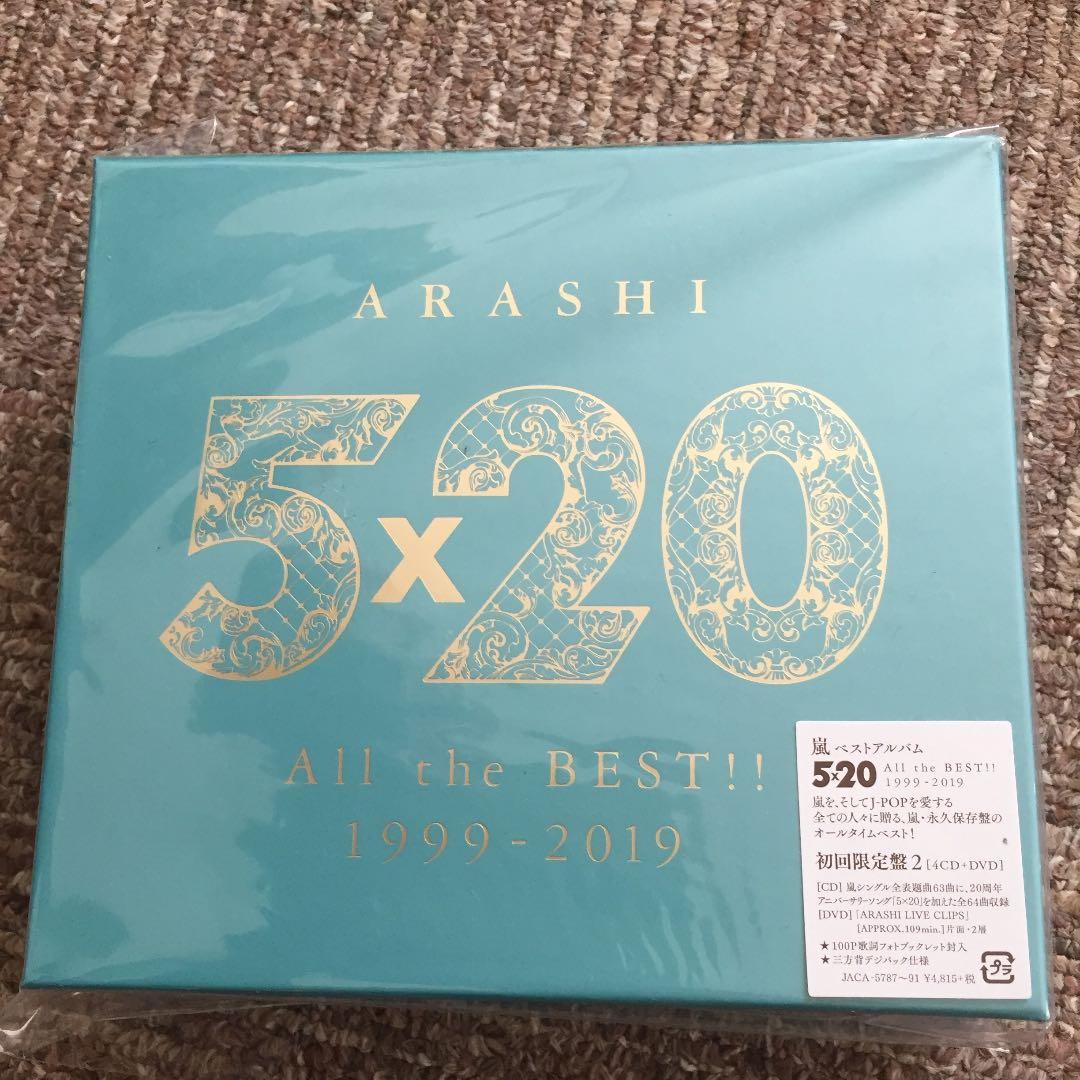 ARASHI
5x20
All the BEST!!
1999-2019
嵐 ベストアルバム
5x20 All the BEST!! 1999-2019
嵐を、そしてJ-POPを愛する
全ての人々に贈る、嵐・永久保存盤の
オールタイムベスト!
初回限定盤2 [4CD+DVD]
[CD] 嵐シングル全表題曲63曲に、20周年
アニバーサリーソング「5×20」を加えた全64曲収録
[DVD]「ARASHI LIVE CLIPS」
[APPROX.109min.]片面・2層
★100P歌詞フォトブックレット封入
★三方背デジパック仕様
JACA-5787~91 ¥4,815+税
プラ